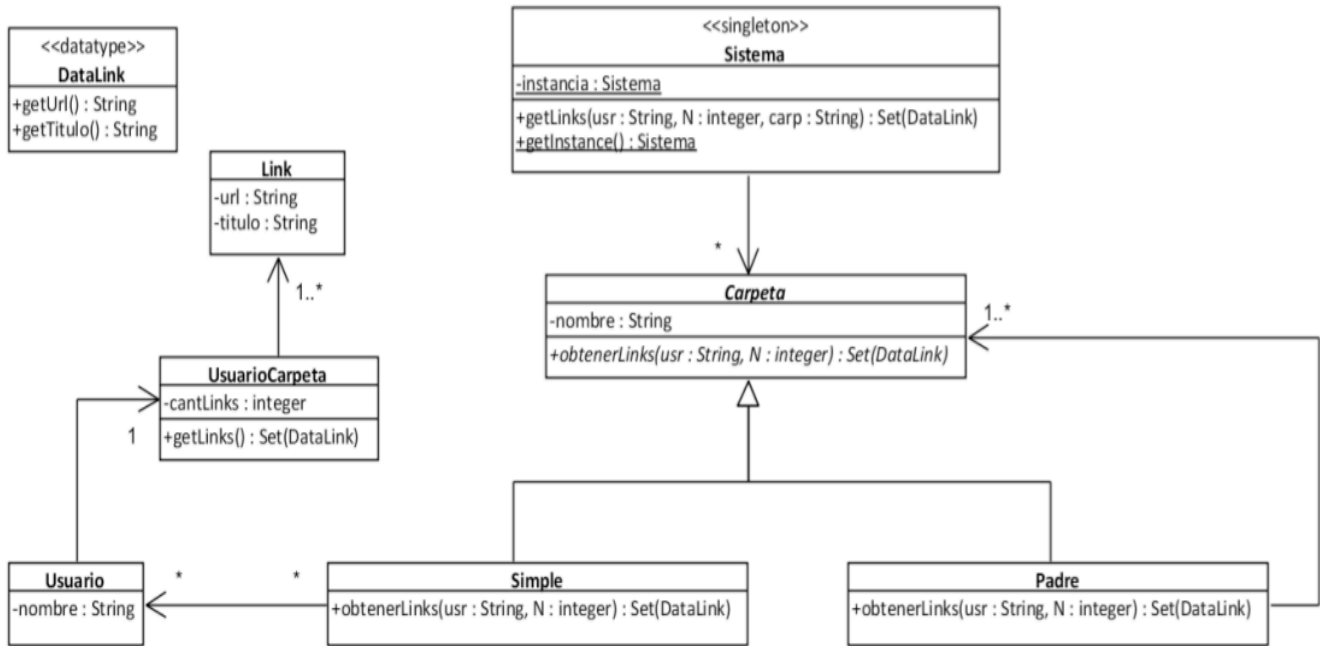 <<datatype>>
DataLink
+getUrl() : String
+getTitulo() : String
<<singleton>>
Sistema
-instancia : Sistema
+getLinks(usr : String, N : integer, carp : String) : Set(DataLink)
+getInstance() : Sistema
Link
-url : String
-titulo : String
1..*
*
Carpeta
-nombre : String
+obtenerLinks(usr : String, N : integer) : Set(DataLink)
1..*
UsuarioCarpeta
-cantLinks : integer
+getLinks() : Set(DataLink)
1
Usuario
-nombre : String
*
*
Simple
+obtenerLinks(usr : String, N : integer) : Set(DataLink)
Padre
+obtenerLinks(usr : String, N : integer) : Set(DataLink)